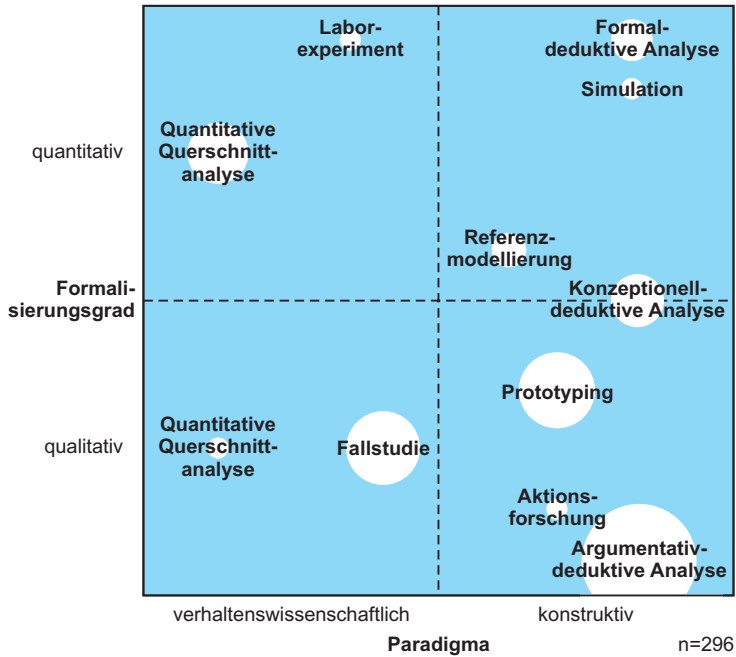 Labor-
experiment
Formal-
deduktive Analyse
Simulation
Quantitative
Querschnitt-
analyse
quantitativ
Referenz-
modellierung
Formali-
sierungsgrad
Konzeptionell-
deduktive Analyse
Prototyping
Quantitative
Querschnitt-
analyse
qualitativ
Fallstudie
Aktions-
forschung
Argumentativ-
deduktive Analyse
verhaltenswissenschaftlich
konstruktiv
Paradigma
n=296